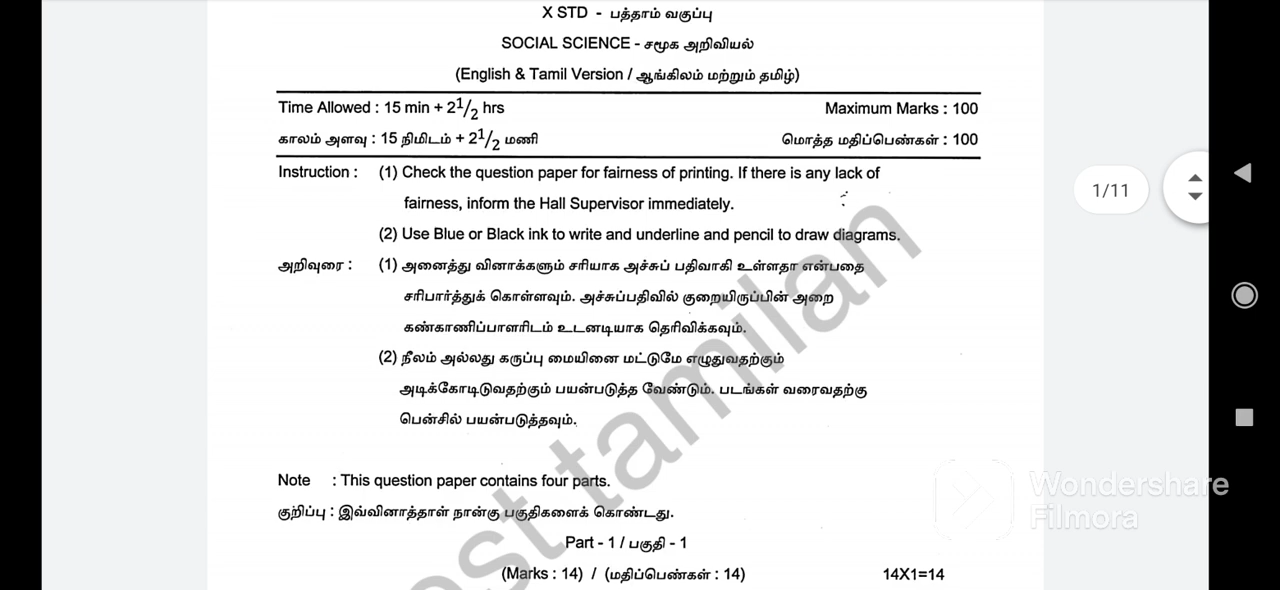 X STD - பத்தாம் வகுப்பு
SOCIAL SCIENCE - சமூக அறிவியல்
(English & Tamil Version / ஆங்கிலம் மற்றும் தமிழ்)
Time Allowed : 15 min + 2 1/2 hrs Maximum Marks : 100
காலம் அளவு : 15 நிமிடம் + 2 1/2 மணி மொத்த மதிப்பெண்கள் : 100
Instruction : (1) Check the question paper for fairness of printing. If there is any lack of
fairness, inform the Hall Supervisor immediately.
1/11
(2) Use Blue or Black ink to write and underline and pencil to draw diagrams.
அறிவுரை : (1) அனைத்து வினாக்களும் சரியாக அச்சுப் பதிவாகி உள்ளதா என்பதை
சரிபார்த்துக் கொள்ளவும். அச்சுப்பதிவில் குறையிருப்பின் அறை
கண்காணிப்பாளரிடம் உடனடியாக தெரிவிக்கவும்.
(2) நீலம் அல்லது கருப்பு மையினை மட்டுமே எழுதுவதற்கும்
அடிக்கோடிடுவதற்கும் பயன்படுத்த வேண்டும். படங்கள் வரைவதற்கு
பென்சில் பயன்படுத்தவும்.
Note : This question paper contains four parts.
குறிப்பு : இவ்வினாத்தாள் நான்கு பகுதிகளைக் கொண்டது.
Part - 1 / பகுதி - 1
(Marks : 14) / (மதிப்பெண்கள் : 14) 14X1=14
tamilan
Wondershare
Filmora